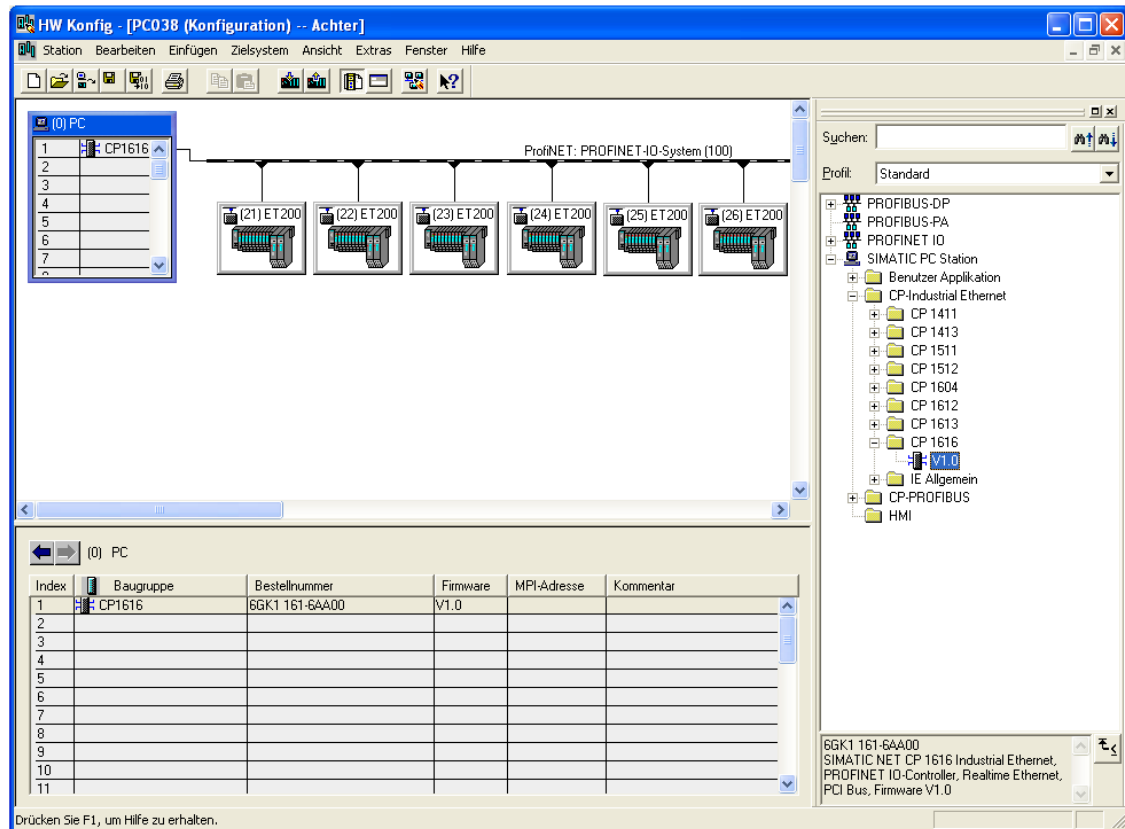 HW Konfig - [PC038 (Konfiguration) -- Achter]
Station Bearbeiten Einfügen Zielsystem Ansicht Extras Fenster Hilfe
(0) PC
1 CP1616
2
3
4
5
6
7
ProfiNET: PROFINET-IO-System (100)
(21) ET200 (22) ET200 (23) ET200 (24) ET200 (25) ET200 (26) ET200
Suchen:
Profil: Standard
PROFIBUS-DP
PROFIBUS-PA
PROFINET IO
SIMATIC PC Station
Benutzer Applikation
CP-Industrial Ethernet
CP 1411
CP 1413
CP 1511
CP 1512
CP 1604
CP 1612
CP 1613
CP 1616
V1.0
IE Allgemein
CP-PROFIBUS
HMI
(0) PC
Index Baugruppe Bestellnummer Firmware MPI-Adresse Kommentar
1 CP1616 6GK1 161-6AA00 V1.0
2
3
4
5
6
7
8
9
10
11
6GK1 161-6AA00
SIMATIC NET CP 1616 Industrial Ethernet,
PROFINET IO-Controller, Realtime Ethernet,
PCI Bus, Firmware V1.0
Drücken Sie F1, um Hilfe zu erhalten.